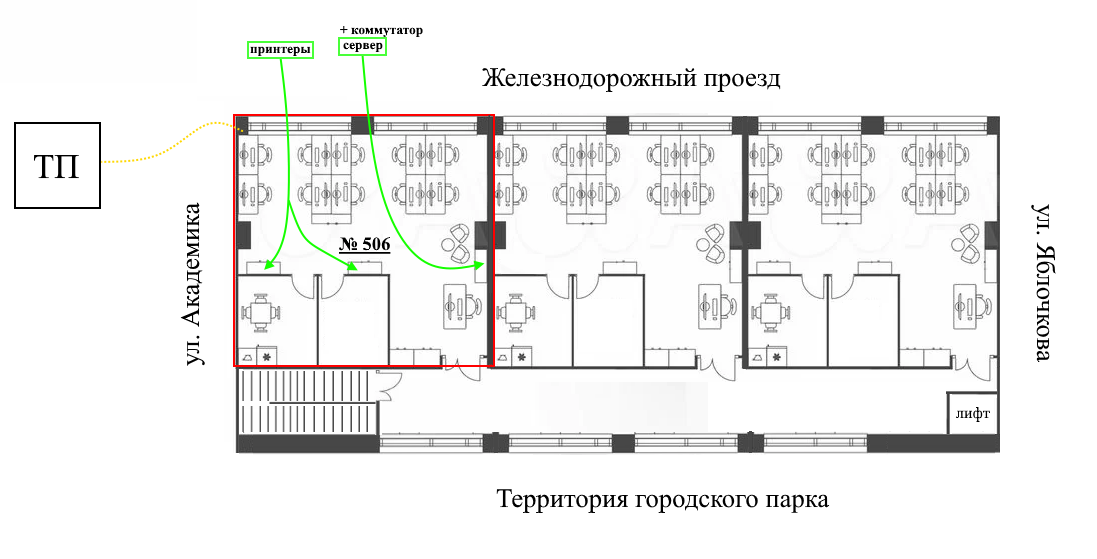 + коммутатор
принтеры
сервер
Железнодорожный проезд
ТП
ул. Академика
№ 506
ул. Яблочкова
лифт
Территория городского парка